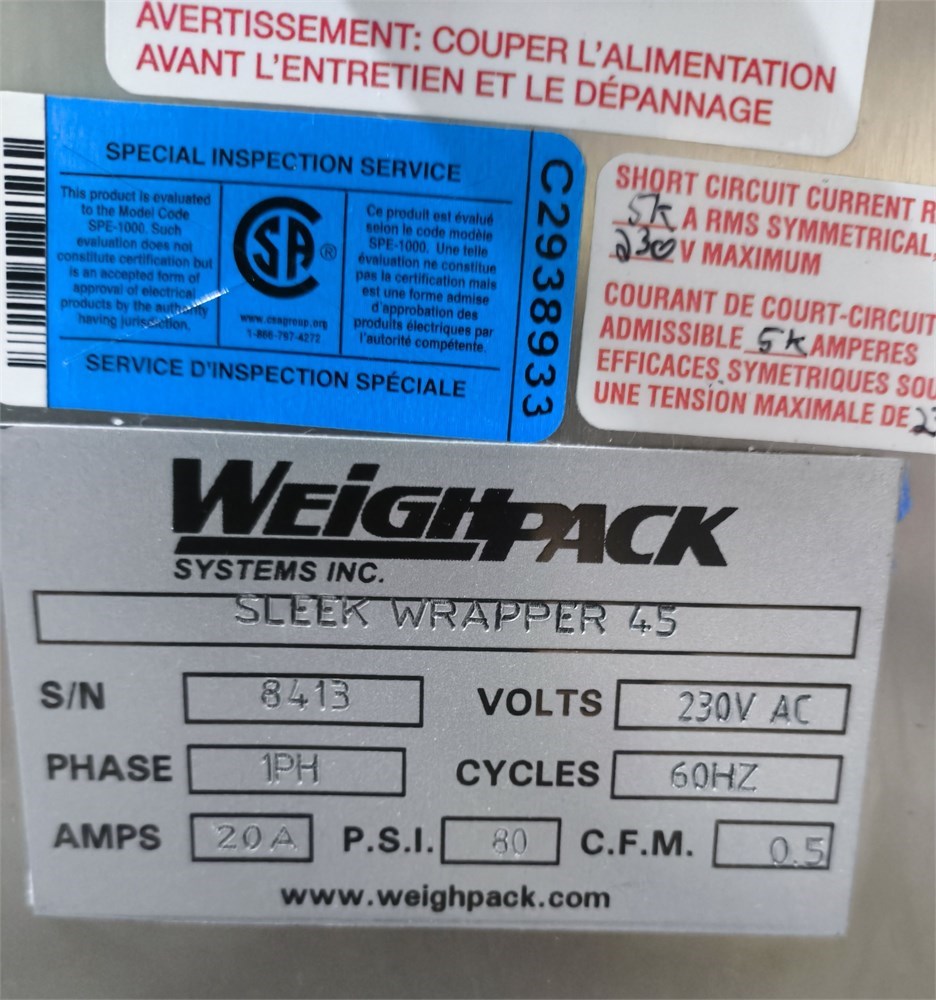 AVERTISSEMENT: COUPER L'ALIMENTATION
AVANT L'ENTRETIEN ET LE DÉPANNAGE
SPECIAL INSPECTION SERVICE
This product is evaluated
to the Model Code
SPE-1000. Such
evaluation does not
constitute certification but
is an accepted form of
approval of electrical
products by the authority
having jurisdiction.
CSA
®
www.csagroup.org
1-866-797-4272
Ce produit est évalué
selon le code modèle
SPE-1000. Une telle
évaluation ne constitue
pas la certification mais
est une forme admise
d'approbation des
produits électriques par
l'autorité compétente.
SERVICE D'INSPECTION SPÉCIALE
C2938933
SHORT CIRCUIT CURRENT R
5k A RMS SYMMETRICAL,
230 V MAXIMUM
COURANT DE COURT-CIRCUIT
ADMISSIBLE 5k AMPERES
EFFICACES SYMETRIQUES SOU
UNE TENSION MAXIMALE DE 23
WEIGHPACK
SYSTEMS INC.
SLEEK WRAPPER 45
S/N 8413 VOLTS 230V AC
PHASE 1PH CYCLES 60HZ
AMPS 20A P.S.I. 80 C.F.M. 0.5
www.weighpack.com